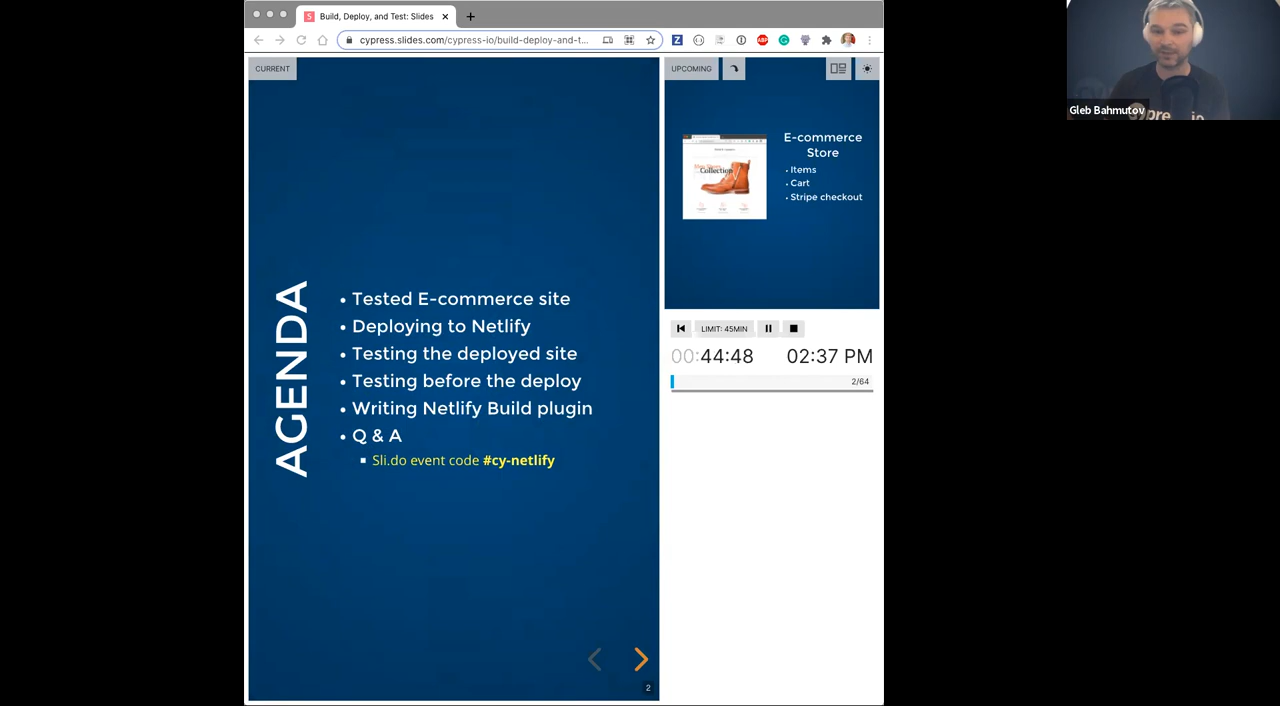 Build, Deploy, and Test: Slides
cypress.slides.com/cypress-io/build-deploy-and-t...
CURRENT
AGENDA
Tested E-commerce site
Deploying to Netlify
Testing the deployed site
Testing before the deploy
Writing Netlify Build plugin
Q & A
Sli.do event code #cy-netlify
2
UPCOMING
E-commerce
Store
Items
Cart
Stripe checkout
Collection
LIMIT: 45MIN
00:44:48
02:37 PM
2/64
Gleb Bahmutov